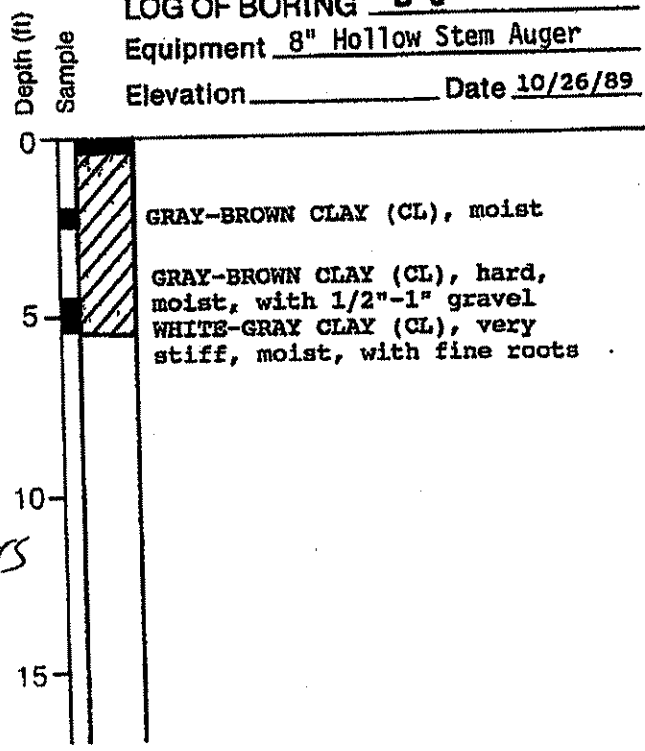 LOG OF BORING
Equipment 8" Hollow Stem Auger
Elevation Date 10/26/89
Depth (ft)
Sample
0
GRAY-BROWN CLAY (CL), moist
GRAY-BROWN CLAY (CL), hard,
moist, with 1/2"-1" gravel
5
WHITE-GRAY CLAY (CL), very
stiff, moist, with fine roots
10
15